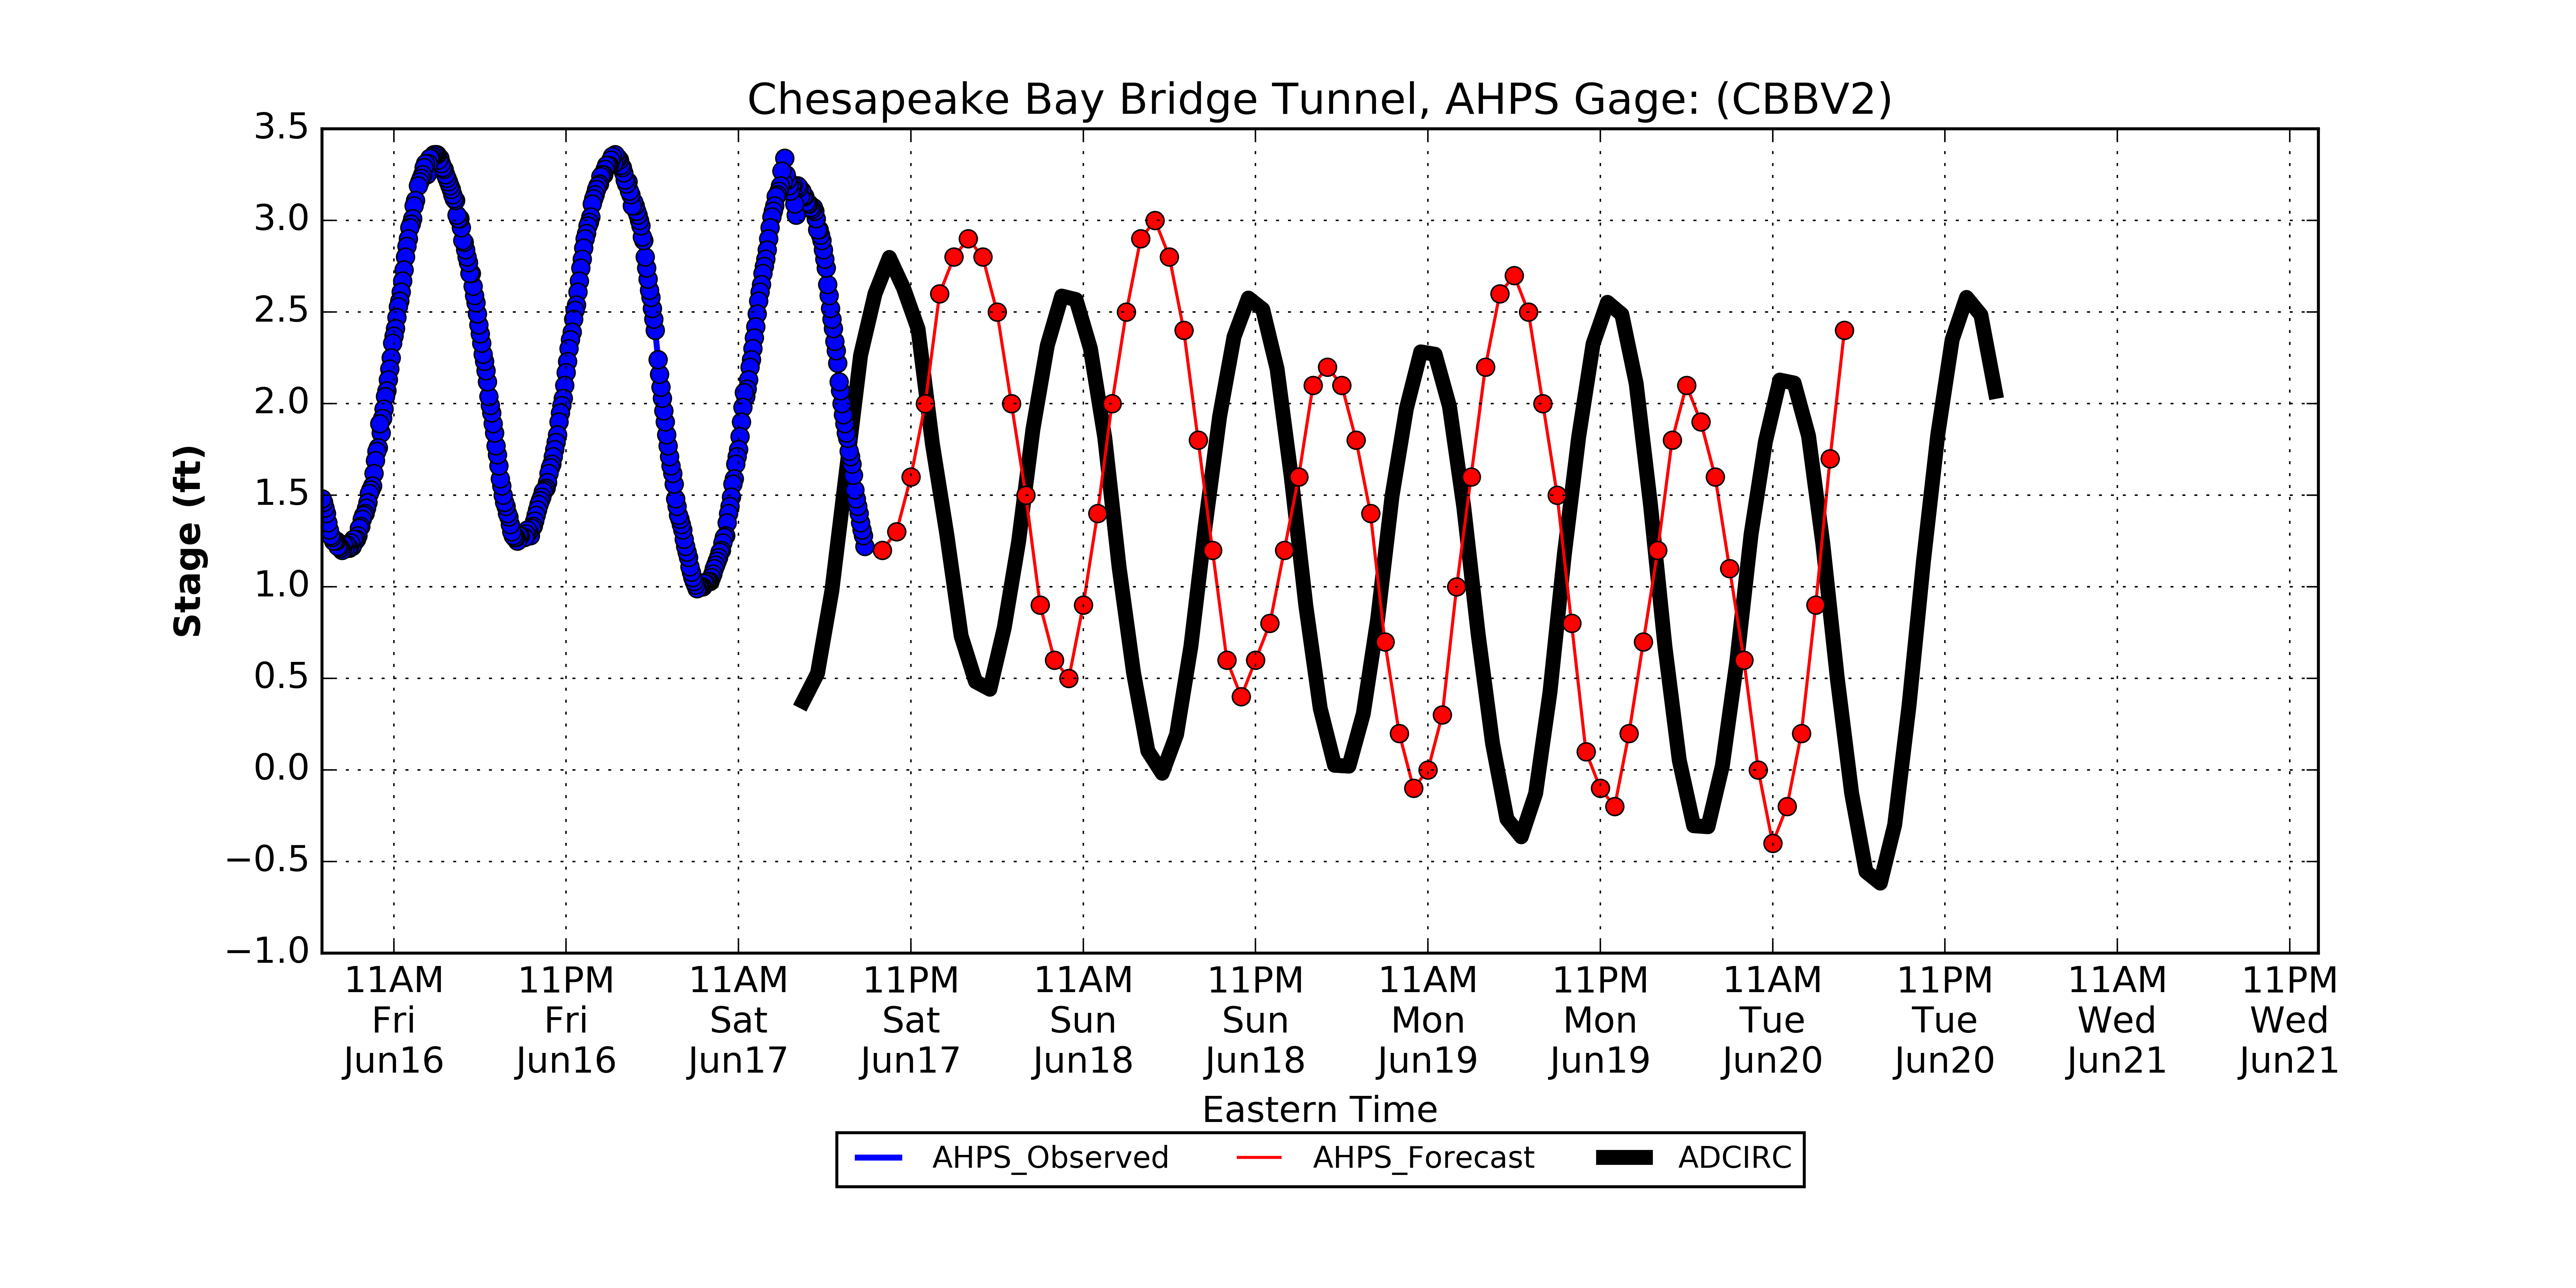 Chesapeake Bay Bridge Tunnel, AHPS Gage: (CBBV2)
3.5
3.0
2.5
2.0
1.5
1.0
0.5
0.0
−0.5
−1.0
Stage (ft)
11AM 11PM 11AM 11PM 11AM 11PM 11AM 11PM 11AM 11PM 11AM 11PM
Fri Fri Sat Sat Sun Sun Mon Mon Tue Tue Wed Wed
Jun16 Jun16 Jun17 Jun17 Jun18 Jun18 Jun19 Jun19 Jun20 Jun20 Jun21 Jun21
Eastern Time
AHPS_Observed AHPS_Forecast ADCIRC